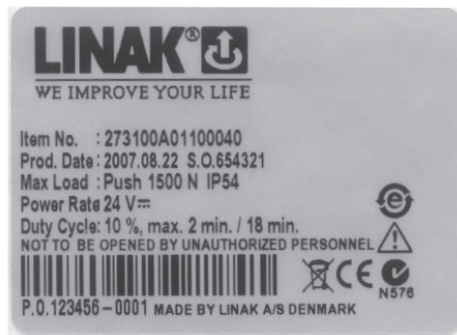 LINAK®
WE IMPROVE YOUR LIFE
Item No. : 273100A01100040
Prod. Date : 2007.08.22 S.O.654321
Max Load : Push 1500 N IP54
Power Rate 24 V⎓
Duty Cycle: 10 %, max. 2 min. / 18 min.
NOT TO BE OPENED BY UNAUTHORIZED PERSONNEL
e
CE
N576
P.O.123456-0001 MADE BY LINAK A/S DENMARK